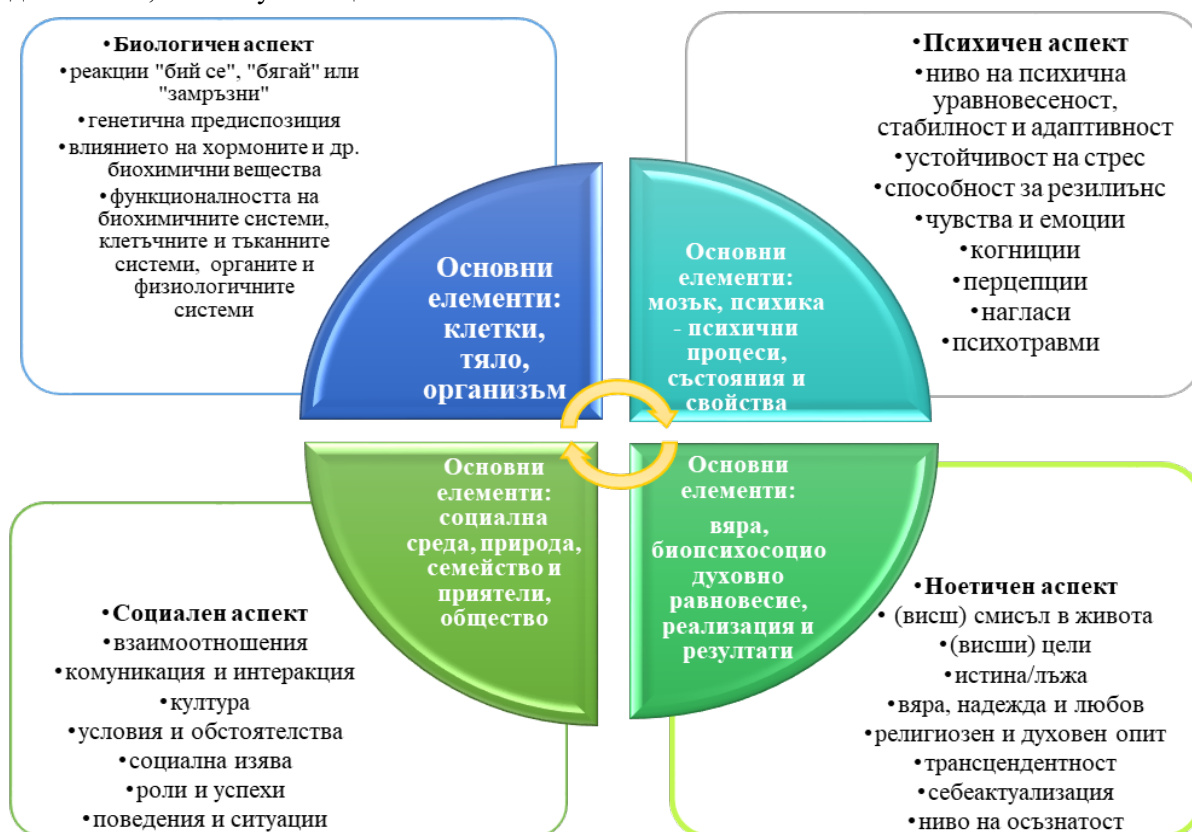 •Биологичен аспект
•реакции "бий се", "бягай" или
"замръзни"
•генетична предиспозиция
•влиянието на хормоните и др.
биохимични вещества
•функционалността на
биохимичните системи,
клетъчните и тъканните
системи, органите и
физиологичните
системи
•Психичен аспект
•ниво на психична
уравновесеност,
стабилност и адаптивност
•устойчивост на стрес
•способност за резилиънс
•чувства и емоции
•когниции
•перцепции
•нагласи
•психотравми
Основни
елементи:
клетки,
тяло,
организъм
Основни
елементи:
мозък, психика
- психични
процеси,
състояния и
свойства
Основни
елементи:
социална
среда, природа,
семейство и
приятели,
общество
Основни
елементи:
вяра,
биопсихосоцио
духовно
равновесие,
реализация и
резултати
•Социален аспект
•взаимоотношения
•комуникация и интеракция
•култура
•условия и обстоятелства
•социална изява
•роли и успехи
•поведения и ситуации
•Ноетичен аспект
• (висш) смисъл в живота
•(висши) цели
•истина/лъжа
•вяра, надежда и любов
•религиозен и духовен опит
•трансцендентност
•себеактуализация
•ниво на осъзнатост